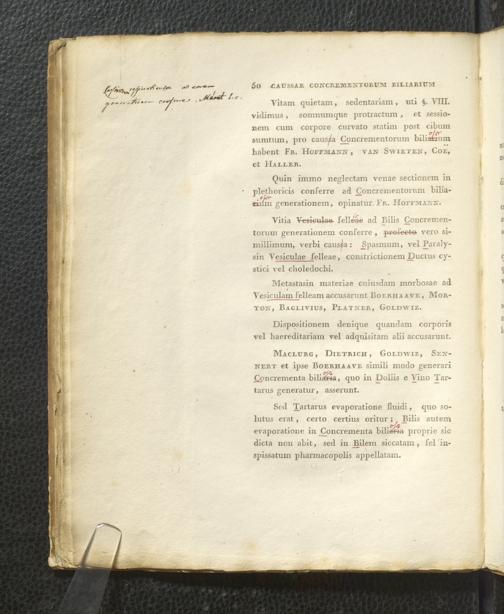 50 CAUSSAE CONCREMENTORUM BILIARIUM
Vitam quietam, sedentariam, uti §. VIII.
vidimus, somnumque protractum, et sessio-
nem cum corpore curvato statim post cibum
sumtum, pro caussa Concrementorum biliarium
habent FR. HOFFMANN, VAN SWIETEN, COE,
et HALLER.
Quin immo neglectam venae sectionem in
plethoricis conferre ad Concrementorum bilia-
rium generationem, opinatur FR. HOFFMANN.
Vitia Vesiculae felleae ad Bilis Concremen-
torum generationem conferre, profecto vero si-
millimum, verbi caussa: Spasmum, vel Paraly-
sin Vesiculae felleae, constrictionem Ductus cy-
stici vel choledochi.
Metastasin materiae cuiusdam morbosae ad
Vesiculam felleam accusarunt BOERHAAVE, MOR-
TON, BAGLIVIUS, PLATNER, GOLDWIZ.
Dispositionem denique quandam corporis
vel haereditariam vel adquisitam alii accusarunt.
MACLURG, DIETRICH, GOLDWIZ, SEN-
NERT et ipse BOERHAAVE simili modo generari
Concrementa biliaria, quo in Doliis e Vino Tar-
tarus generatur, asserunt.
Sed Tartarus evaporatione fluidi, quo so-
lutus erat, certo certius oritur; Bilis autem
evaporatione in Concrementa biliaria proprie sic
dicta non abit, sed in Bilem siccatam, fel in-
spissatum pharmacopolis appellatam.